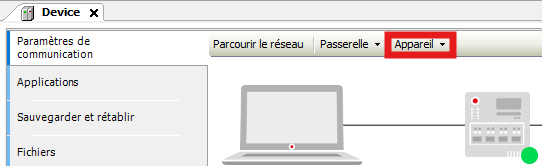 Device
Paramètres de
communication
Parcourir le réseau Passerelle Appareil
Applications
Sauvegarder et rétablir
Fichiers